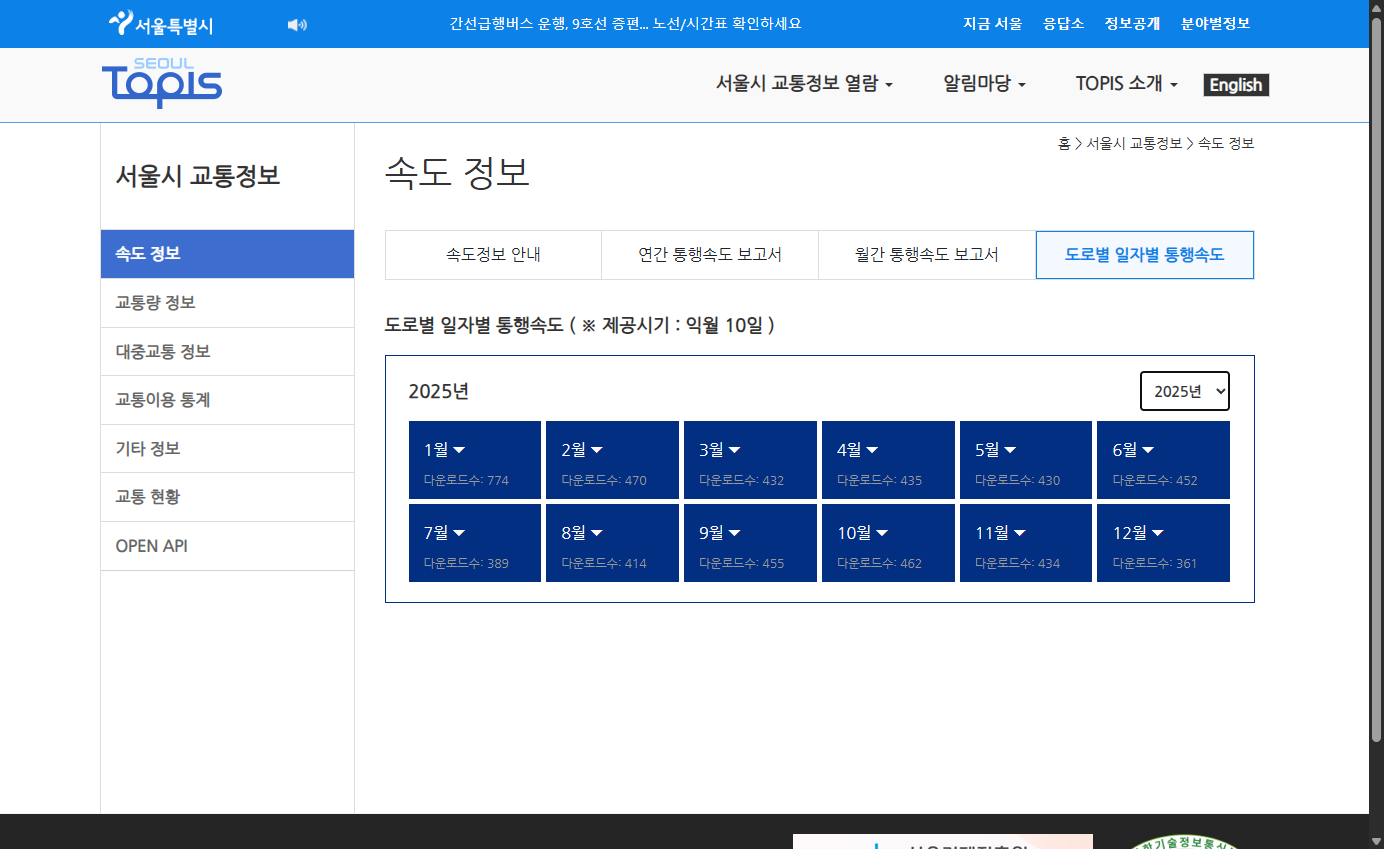 서울특별시
간선급행버스 운행, 9호선 증편... 노선/시간표 확인하세요
지금 서울 응답소 정보공개 분야별정보
SEOUL
Topis
서울시 교통정보 열람 알림마당 TOPIS 소개 English
홈 > 서울시 교통정보 > 속도 정보
서울시 교통정보
속도 정보
교통량 정보
대중교통 정보
교통이용 통계
기타 정보
교통 현황
OPEN API
속도 정보
속도정보 안내 연간 통행속도 보고서 월간 통행속도 보고서 도로별 일자별 통행속도
도로별 일자별 통행속도 ( ※ 제공시기 : 익월 10일 )
2025년 2025년
1월 2월 3월 4월 5월 6월
다운로드수: 774 다운로드수: 470 다운로드수: 432 다운로드수: 435 다운로드수: 430 다운로드수: 452
7월 8월 9월 10월 11월 12월
다운로드수: 389 다운로드수: 414 다운로드수: 455 다운로드수: 462 다운로드수: 434 다운로드수: 361